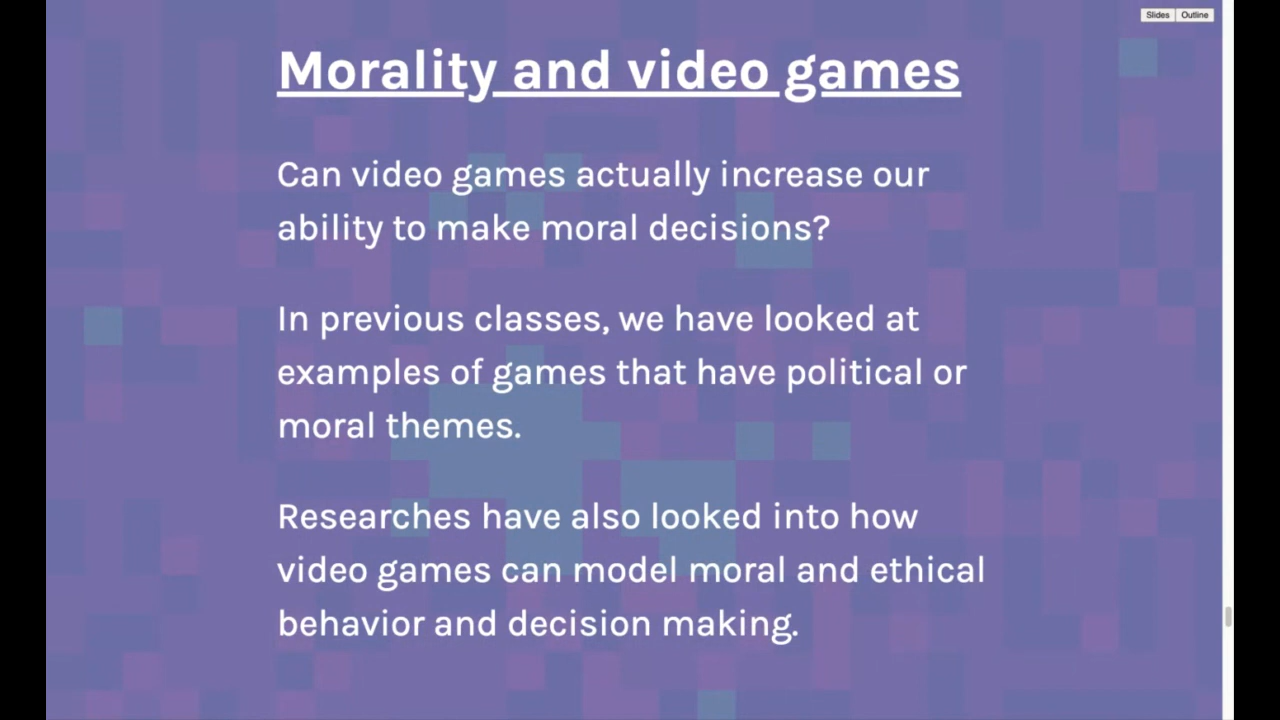 Slides Outline
Morality and video games
Can video games actually increase our
ability to make moral decisions?
In previous classes, we have looked at
examples of games that have political or
moral themes.
Researches have also looked into how
video games can model moral and ethical
behavior and decision making.